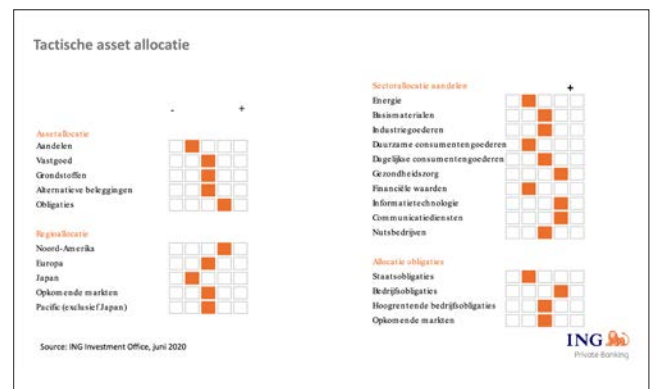 Tactische asset allocatie
- +
Assetallocatie
Aandelen
Vastgoed
Grondstoffen
Alternatieve beleggingen
Obligaties
Regioallocatie
Noord-Amerika
Europa
Japan
Opkomende markten
Pacific (exclusief Japan)
Source: ING Investment Office, juni 2020
Sectorallocatie aandelen
+
Energie
Basismaterialen
Industriegoederen
Duurzame consumentengoederen
Dagelijkse consumentengoederen
Gezondheidszorg
Financiële waarden
Informatietechnologie
Communicatiediensten
Nutsbedrijven
Allocatie obligaties
Staatsobligaties
Bedrijfsobligaties
Hoogrentende bedrijfsobligaties
Opkomende markten
ING
Private Banking